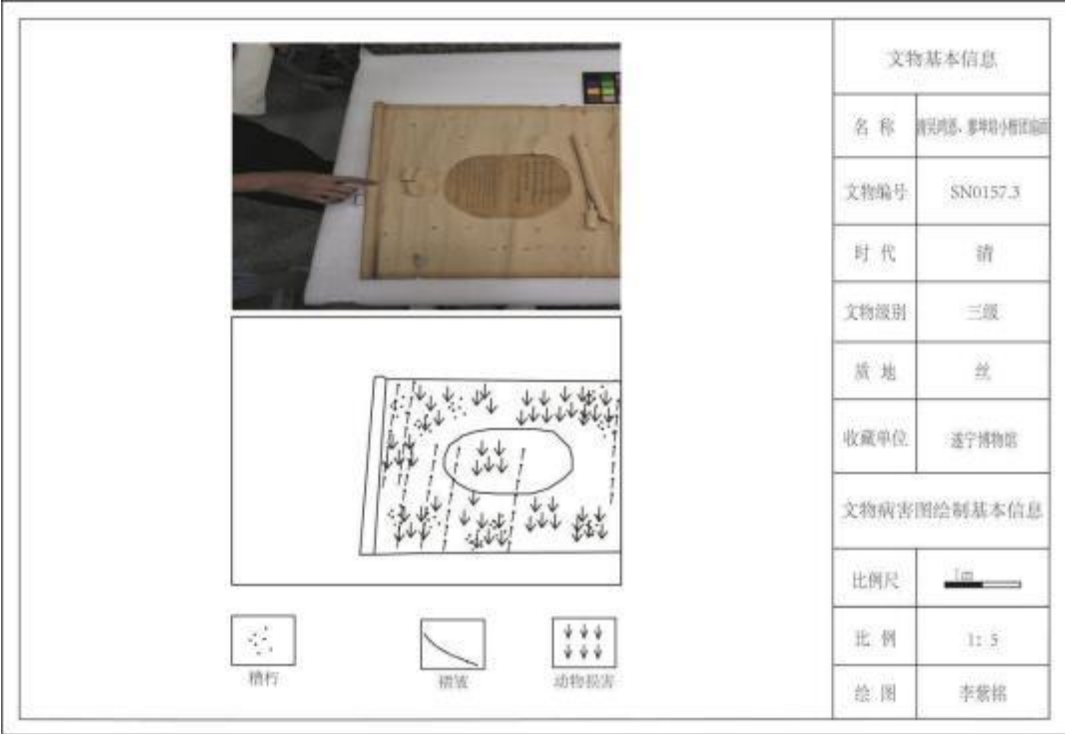 文物基本信息
名 称
文物编号 SN0157.3
时 代 清
文物级别 三级
质 地 丝
收藏单位 遂宁博物馆
文物病害图绘制基本信息
比例尺
比 例 1: 5
绘 图 李紫铭
糟朽 褶皱 动物损害